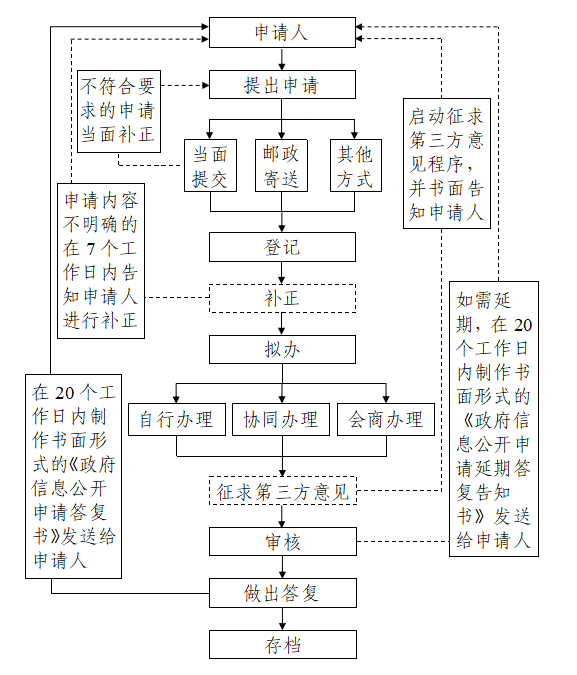 申请人
提出申请
不符合要
求的申请
当面补正
当面
提交
邮政
寄送
其他
方式
启动征求
第三方意
见程序，
并书面告
知申请人
申请内容
不明确的
在 7 个工
作日内告
知申请人
进行补正
登记
补正
拟办
如需延
期，在 20
个工作日
内制作书
面形式的
《政府信
息公开申
请延期答
复告知
书》发送
给申请人
在 20 个工
作日内制
作书面形
式的《政府
信息公开
申请答复
书》发送给
申请人
自行办理
协同办理
会商办理
征求第三方意见
审核
做出答复
存档